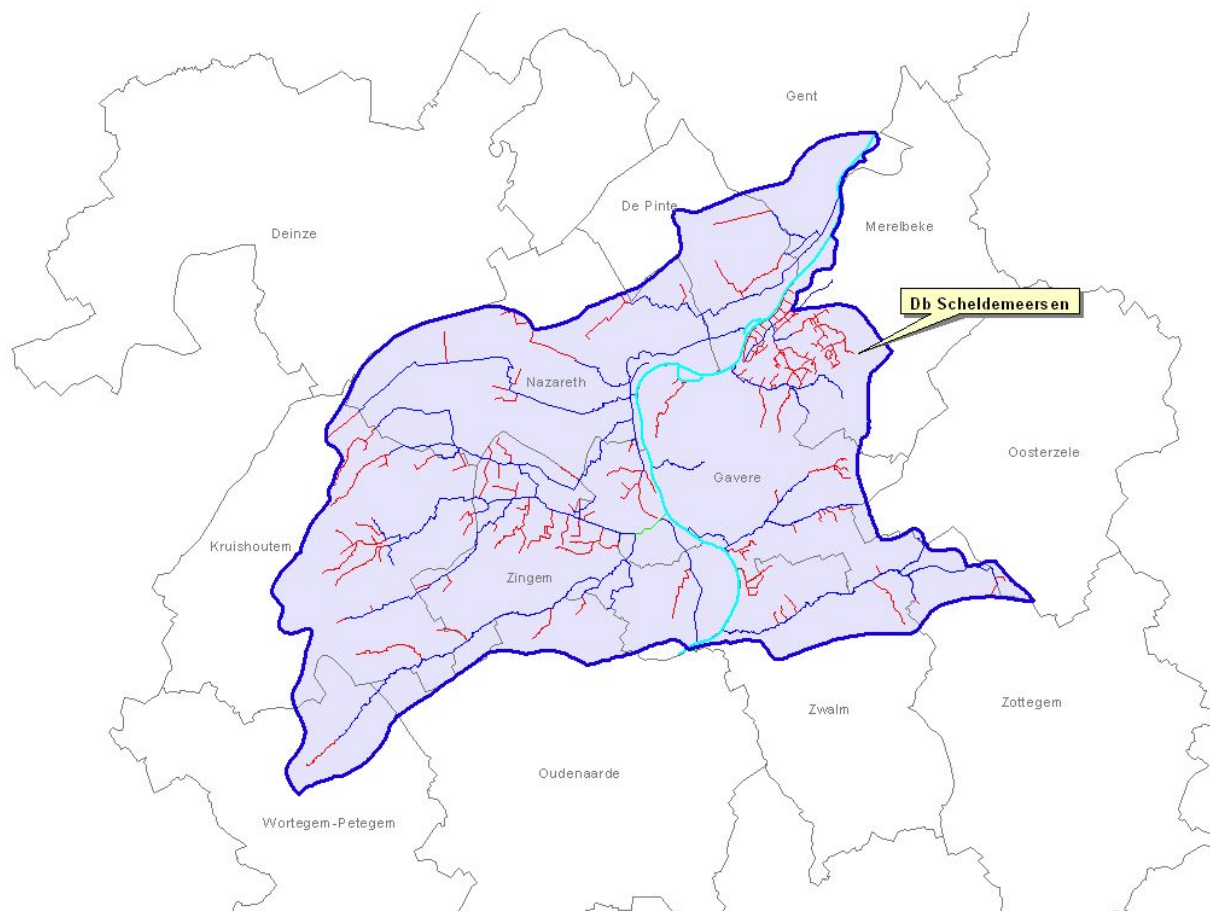 Gent
De Pinte
Merelbeke
Deinze
Db Scheldemeersen
Nazareth
Oosterzele
Gavere
Kruishoutem
Zingem
Zottegem
Zwalm
Oudenaarde
Wortegem-Petegem